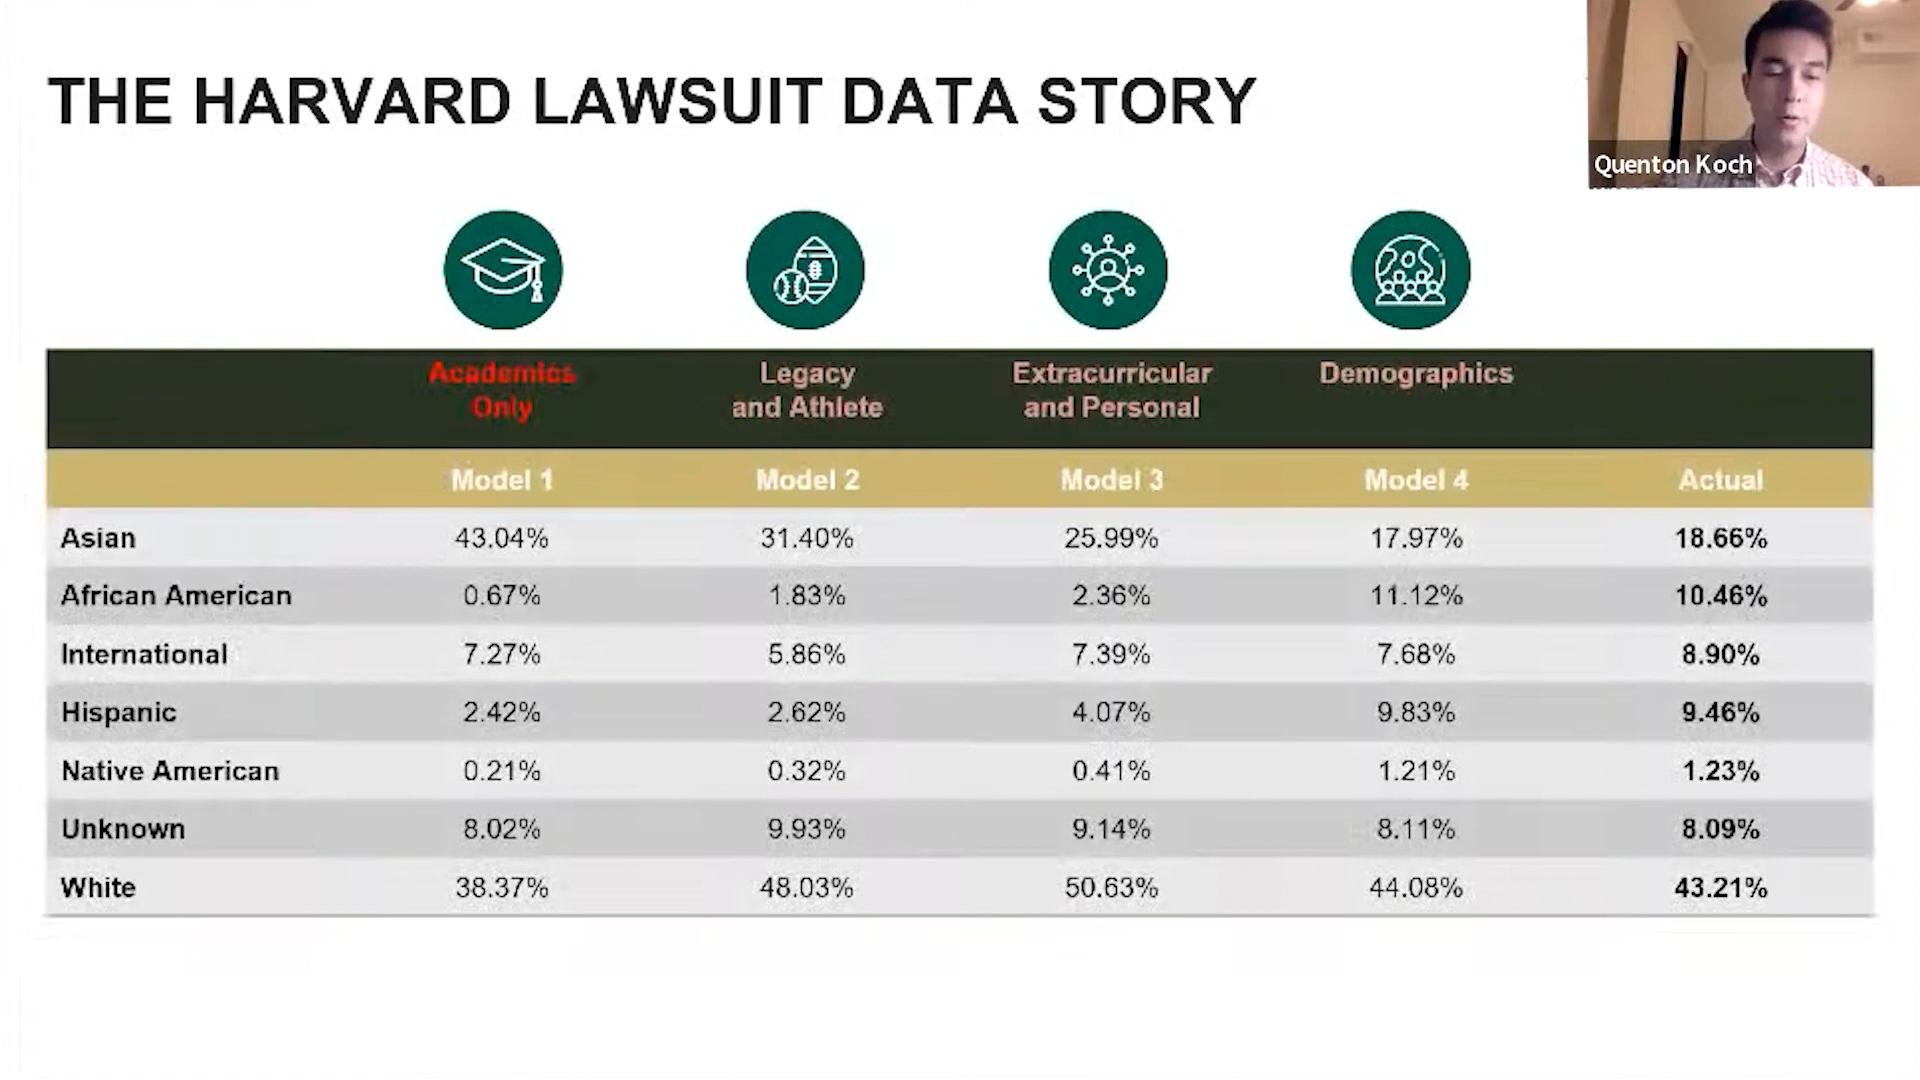 THE HARVARD LAWSUIT DATA STORY
Quenton Koch
Academics Only
Legacy and Athlete
Extracurricular and Personal
Demographics
Model 1 Model 2 Model 3 Model 4 Actual
Asian 43.04% 31.40% 25.99% 17.97% 18.66%
African American 0.67% 1.83% 2.36% 11.12% 10.46%
International 7.27% 5.86% 7.39% 7.68% 8.90%
Hispanic 2.42% 2.62% 4.07% 9.83% 9.46%
Native American 0.21% 0.32% 0.41% 1.21% 1.23%
Unknown 8.02% 9.93% 9.14% 8.11% 8.09%
White 38.37% 48.03% 50.63% 44.08% 43.21%